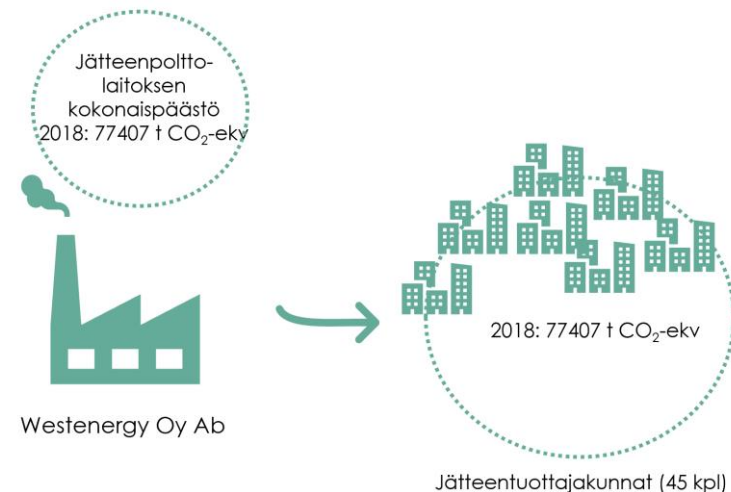 Jätteenpoltto-
laitoksen
kokonaispäästö
2018: 77407 t CO₂-ekv
Westenergy Oy Ab
2018: 77407 t CO₂-ekv
Jätteentuottajakunnat (45 kpl)